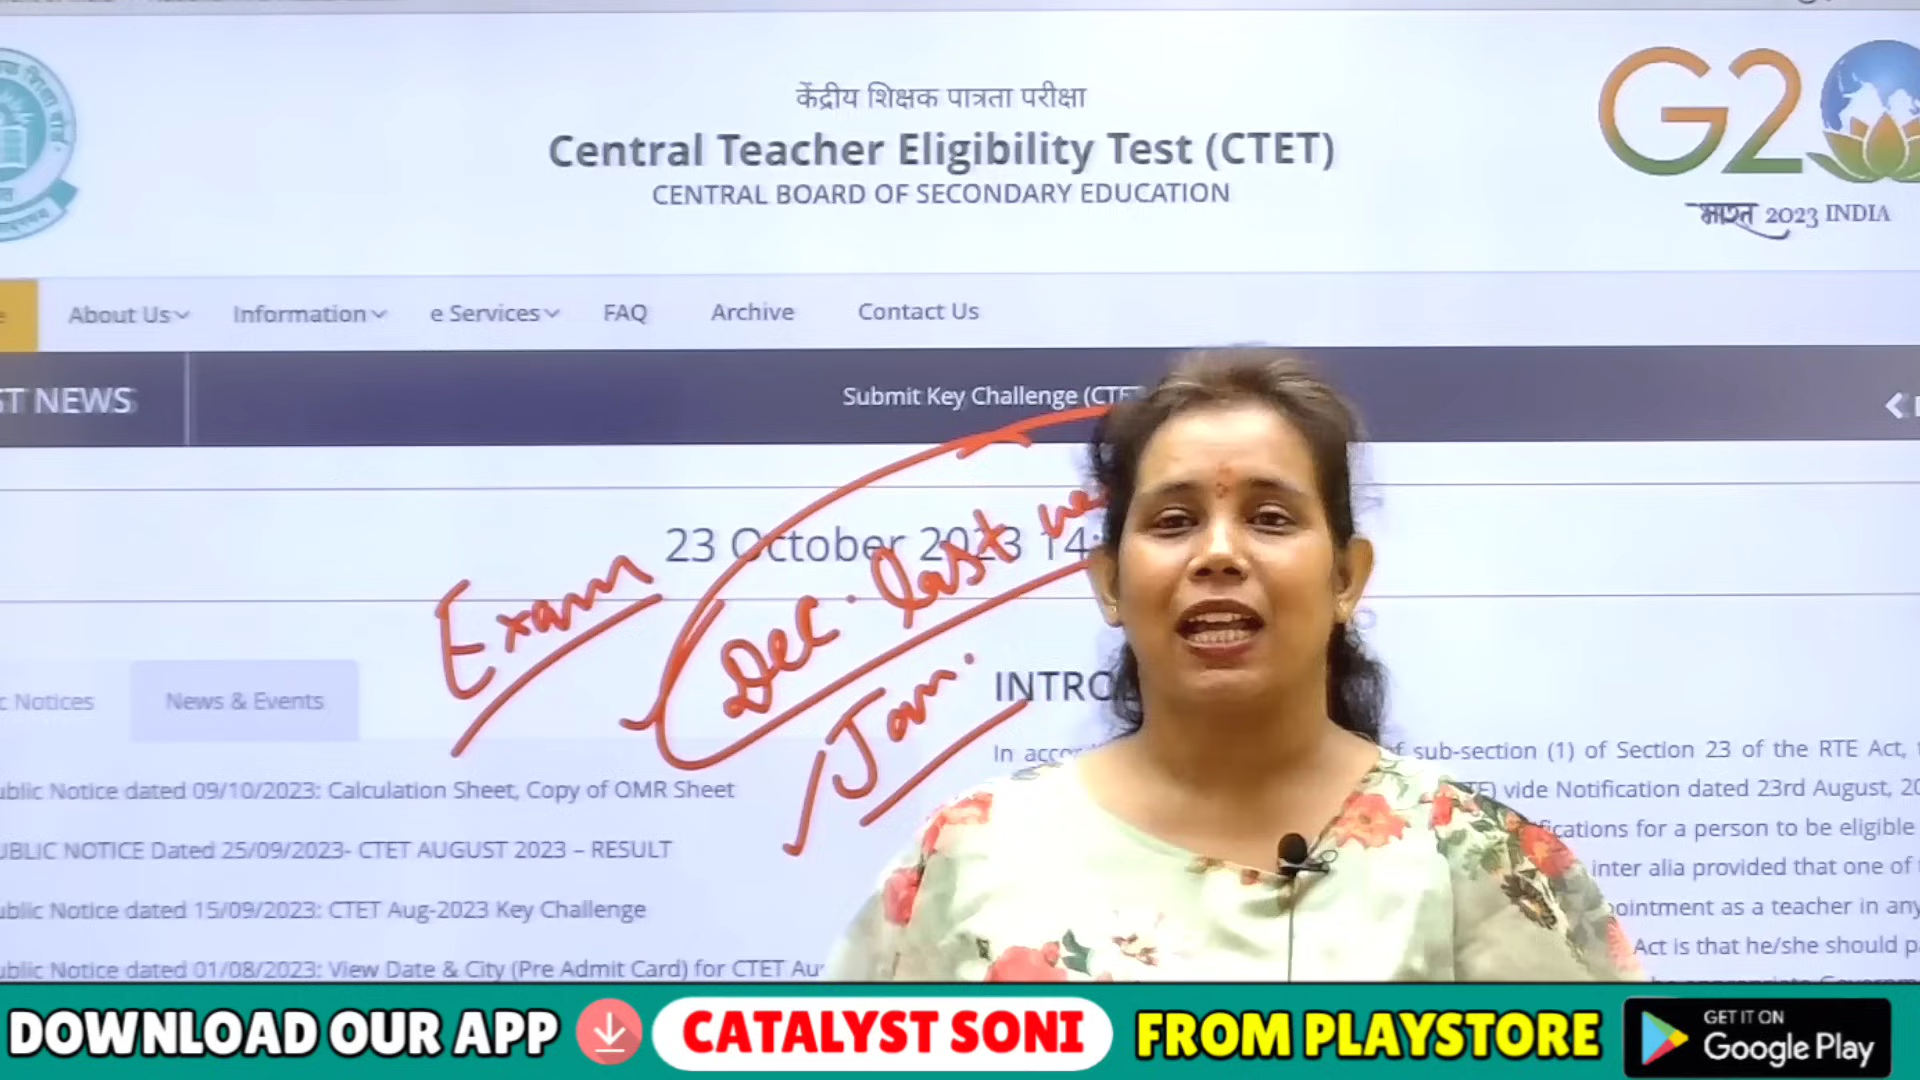 केंद्रीय शिक्षक पात्रता परीक्षा
Central Teacher Eligibility Test (CTET)
CENTRAL BOARD OF SECONDARY EDUCATION
G20
भारत 2023 INDIA
About Us
Information
e Services
FAQ
Archive
Contact Us
ST NEWS
Submit Key Challenge (CTET
23 October 2023 14:
Exam
Dec. last
Jan.
c Notices
News & Events
INTRO
In accor
f sub-section (1) of Section 23 of the RTE Act,
TE) vide Notification dated 23rd August, 20
fications for a person to be eligible
inter alia provided that one of
pointment as a teacher in any
Act is that he/she should pa
ublic Notice dated 09/10/2023: Calculation Sheet, Copy of OMR Sheet
UBLIC NOTICE Dated 25/09/2023- CTET AUGUST 2023 – RESULT
ublic Notice dated 15/09/2023: CTET Aug-2023 Key Challenge
ublic Notice dated 01/08/2023: View Date & City (Pre Admit Card) for CTET Au
DOWNLOAD OUR APP
CATALYST SONI
FROM PLAYSTORE
GET IT ON
Google Play